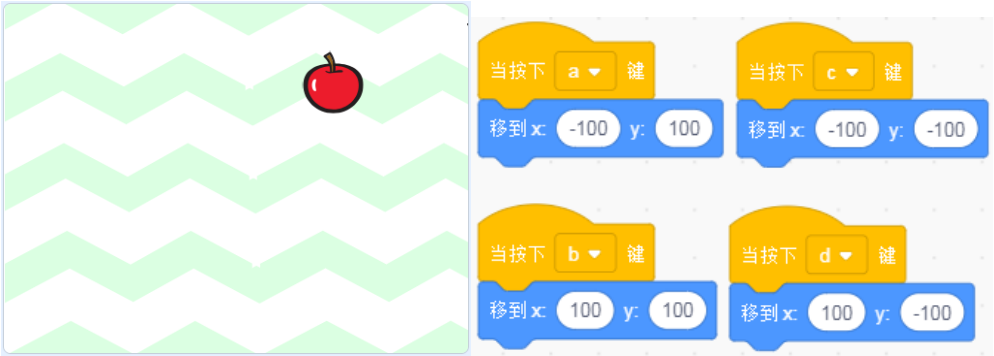 当按下 a 键
移到 x: -100 y: 100
当按下 c 键
移到 x: -100 y: -100
当按下 b 键
移到 x: 100 y: 100
当按下 d 键
移到 x: 100 y: -100